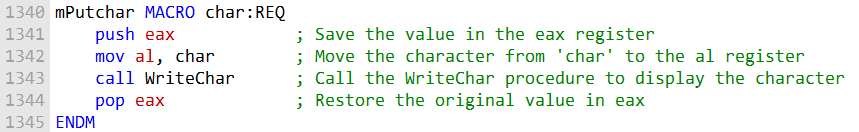 1340 mPutchar MACRO char:REQ
1341     push eax            ; Save the value in the eax register
1342     mov al, char        ; Move the character from 'char' to the al register
1343     call WriteChar      ; Call the WriteChar procedure to display the character
1344     pop eax             ; Restore the original value in eax
1345 ENDM